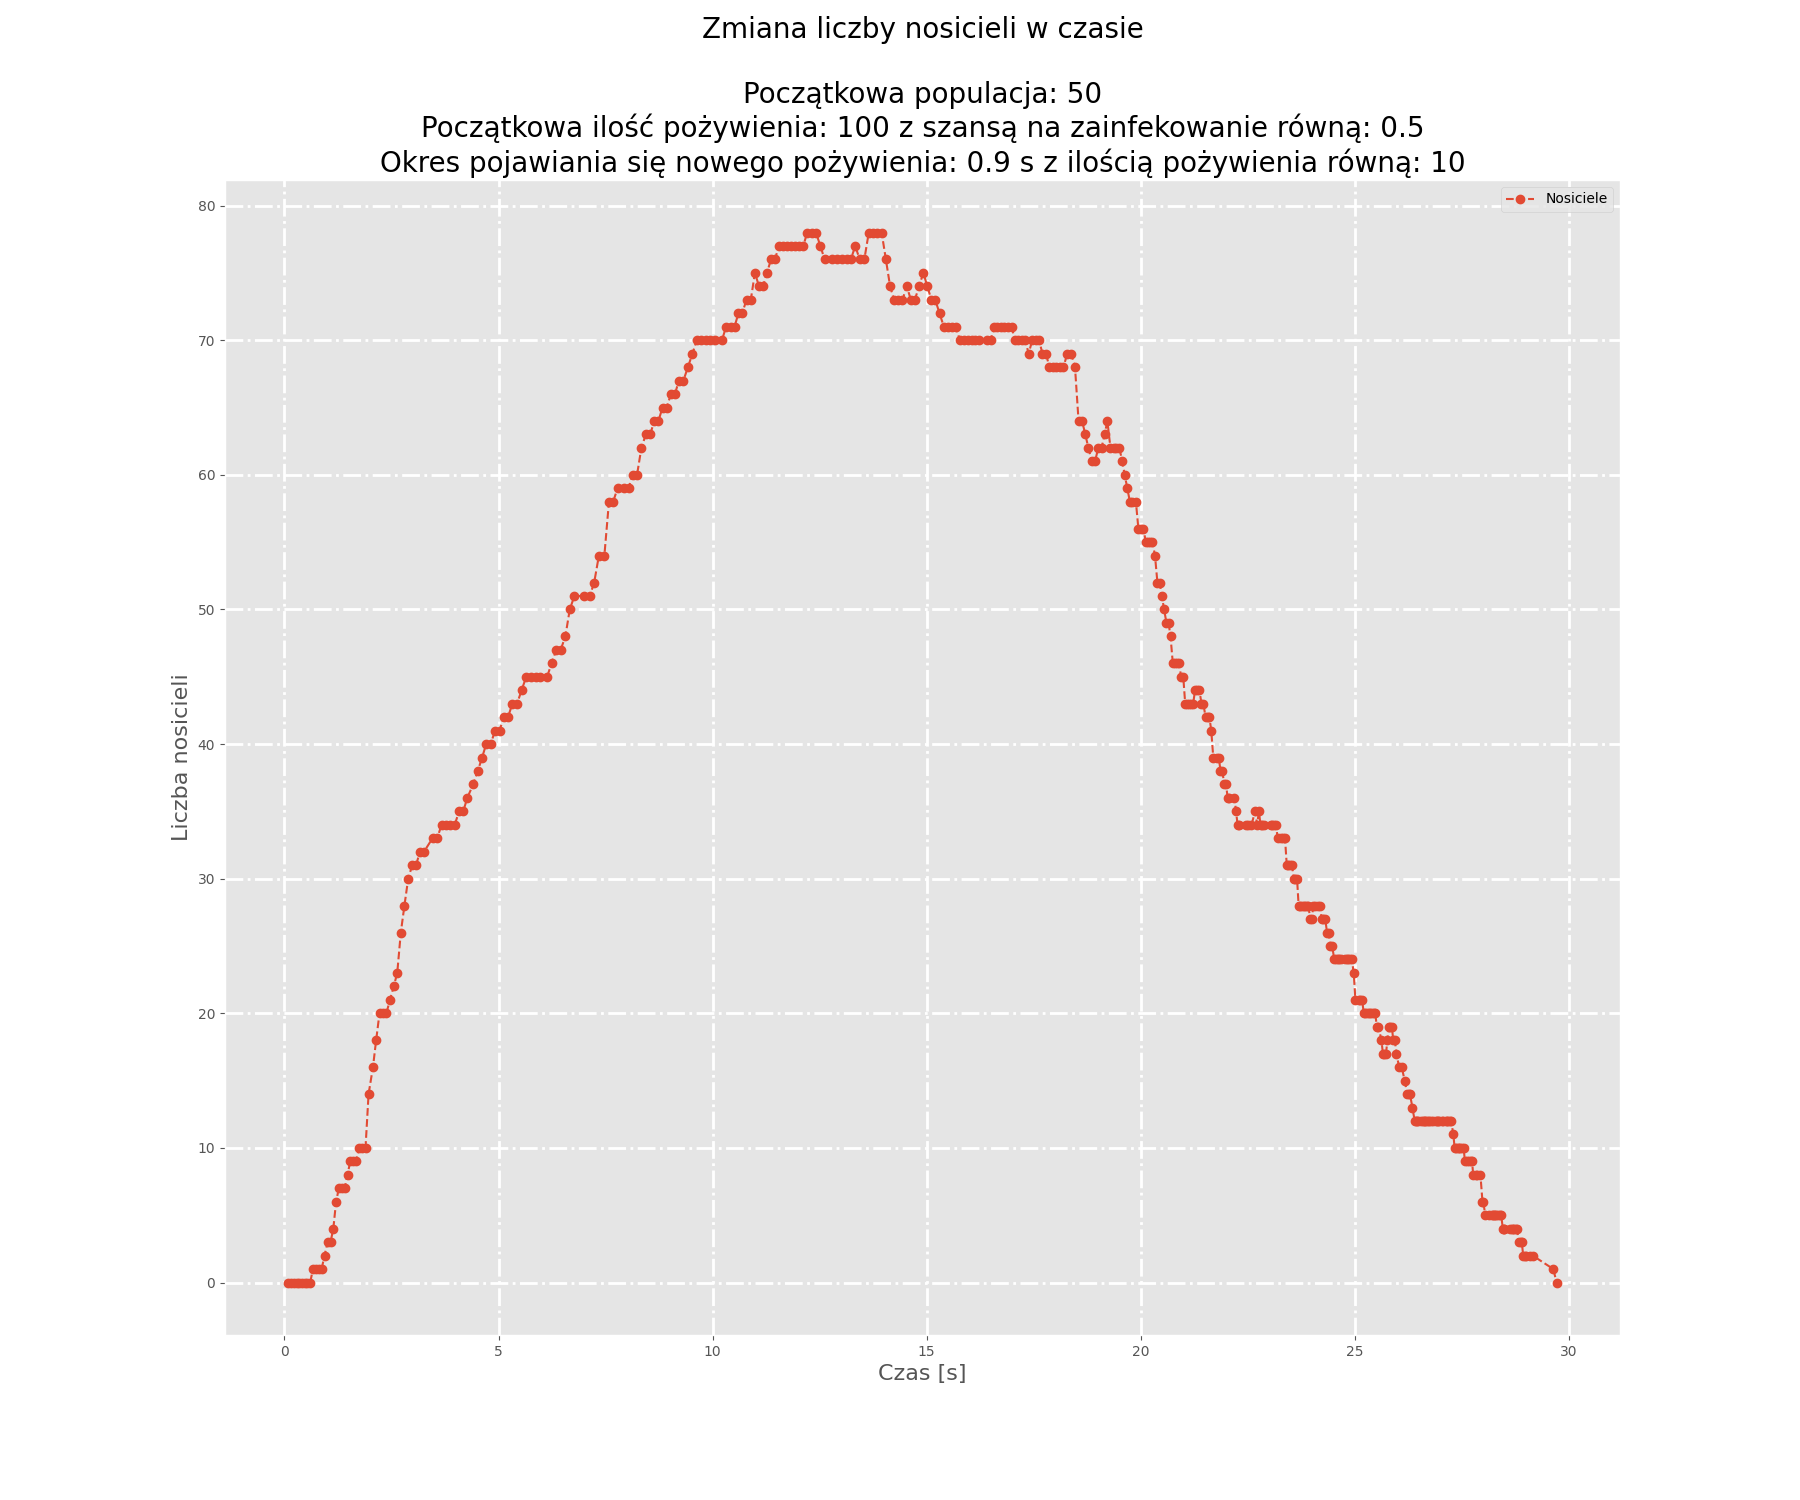 Zmiana liczby nosicieli w czasie
Początkowa populacja: 50
Początkowa ilość pożywienia: 100 z szansą na zainfekowanie równą: 0.5
Okres pojawiania się nowego pożywienia: 0.9 s z ilością pożywienia równą: 10
Nosiciele
80
70
60
50
40
30
20
10
0
Liczba nosicieli
0 5 10 15 20 25 30
Czas [s]